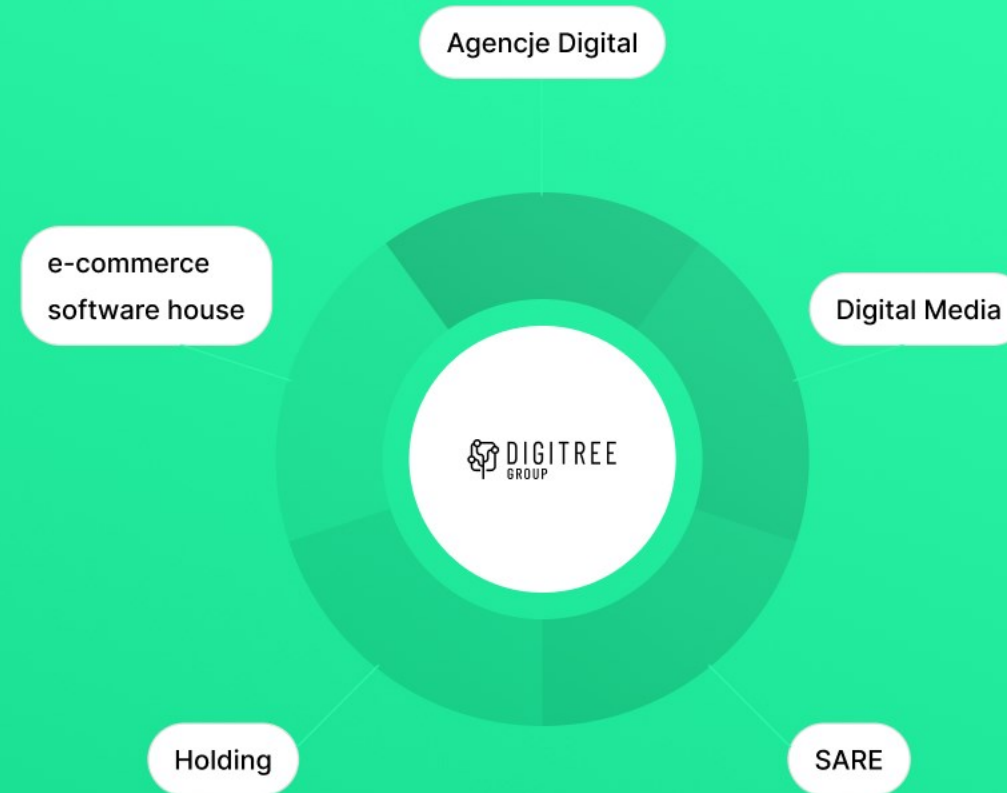 Agencje Digital
e-commerce
software house
Digital Media
DIGITREE
GROUP
Holding
SARE